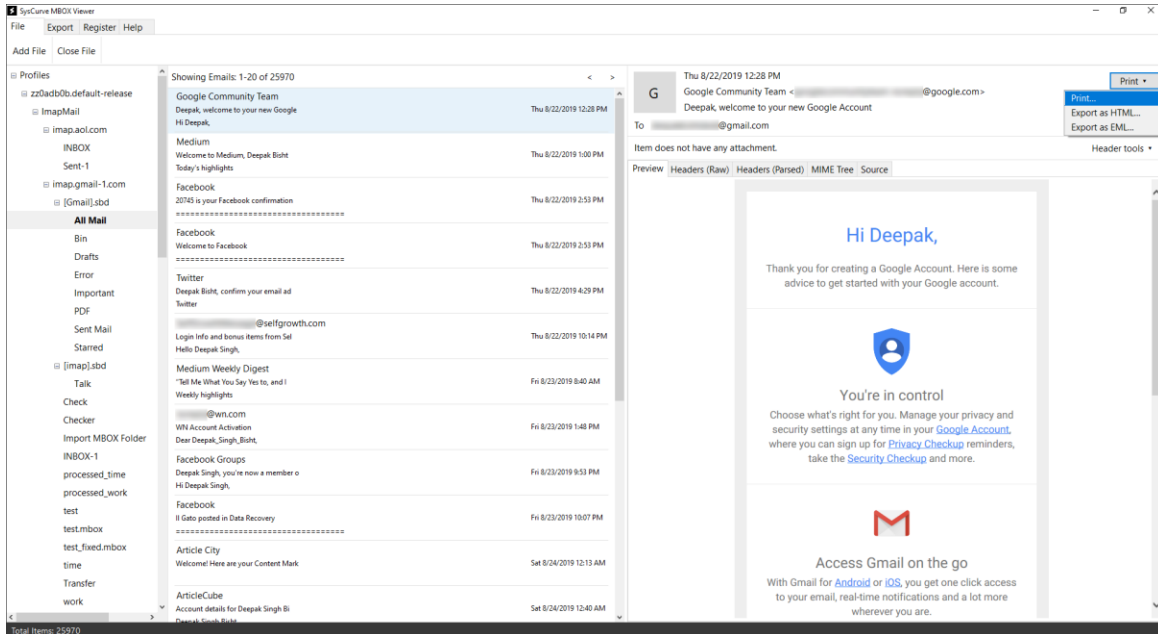 SysCurve MBOX Viewer
File Export Register Help
Add File Close File
Profiles
zz0adb0b.default-release
ImapMail
imap.aol.com
INBOX
Sent-1
imap.gmail-1.com
[Gmail].sbd
All Mail
Bin
Drafts
Error
Important
PDF
Sent Mail
Starred
[imap].sbd
Talk
Check
Checker
Import MBOX Folder
INBOX-1
processed_time
processed_work
test
test.mbox
test_fixed.mbox
time
Transfer
work
Showing Emails: 1-20 of 25970 < >
Google Community Team
Deepak, welcome to your new Google Thu 8/22/2019 12:28 PM
Hi Deepak,
Medium
Welcome to Medium, Deepak Bisht Thu 8/22/2019 1:00 PM
Today's highlights
Facebook
20745 is your Facebook confirmation Thu 8/22/2019 2:53 PM
===================================
Facebook
Welcome to Facebook Thu 8/22/2019 2:53 PM
===================================
Twitter
Deepak Bisht, confirm your email ad Thu 8/22/2019 4:29 PM
Twitter
@selfgrowth.com
Login Info and bonus items from Sel Thu 8/22/2019 10:14 PM
Hello Deepak Singh,
Medium Weekly Digest
"Tell Me What You Say Yes to, and I Fri 8/23/2019 8:40 AM
Weekly highlights
@wn.com
WN Account Activation Fri 8/23/2019 1:48 PM
Dear Deepak_Singh_Bisht,
Facebook Groups
Deepak Singh, you're now a member o Fri 8/23/2019 9:53 PM
Hi Deepak Singh,
Facebook
Il Gato posted in Data Recovery Fri 8/23/2019 10:07 PM
===================================
Article City
Welcome! Here are your Content Mark Sat 8/24/2019 12:13 AM
ArticleCube
Account details for Deepak Singh Bi Sat 8/24/2019 12:40 AM
Deepak Singh Bisht
G
Thu 8/22/2019 12:28 PM
Google Community Team < @google.com>
Deepak, welcome to your new Google Account
To @gmail.com
Print
Print...
Export as HTML...
Export as EML...
Item does not have any attachment. Header tools
Preview Headers (Raw) Headers (Parsed) MIME Tree Source
Hi Deepak,
Thank you for creating a Google Account. Here is some
advice to get started with your Google account.
You're in control
Choose what's right for you. Manage your privacy and
security settings at any time in your Google Account,
where you can sign up for Privacy Checkup reminders,
take the Security Checkup and more.
Access Gmail on the go
With Gmail for Android or iOS, you get one click access
to your email, real-time notifications and a lot more
wherever you are.
Total Items: 25970